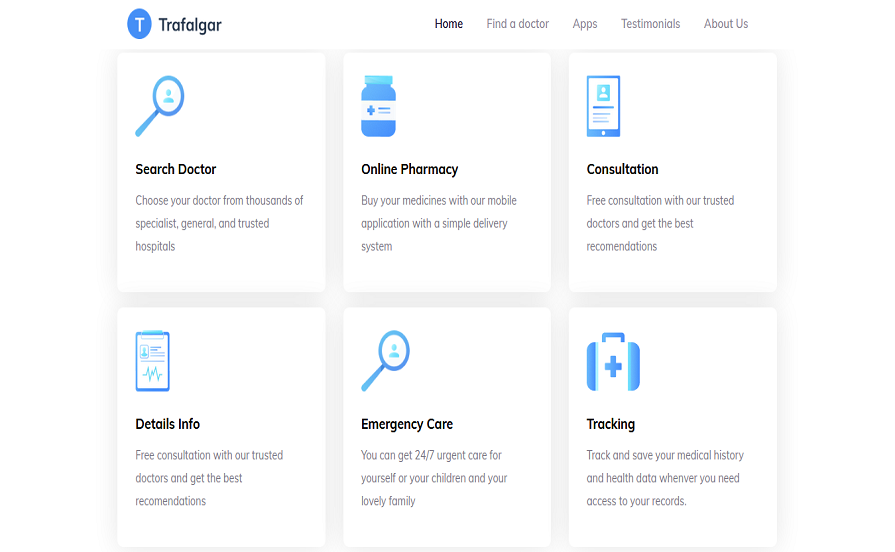 T Trafalgar
Home Find a doctor Apps Testimonials About Us
Search Doctor
Choose your doctor from thousands of
specialist, general, and trusted
hospitals
Online Pharmacy
Buy your medicines with our mobile
application with a simple delivery
system
Consultation
Free consultation with our trusted
doctors and get the best
recomendations
Details Info
Free consultation with our trusted
doctors and get the best
recomendations
Emergency Care
You can get 24/7 urgent care for
yourself or your children and your
lovely family
Tracking
Track and save your medical history
and health data whenver you need
access to your records.